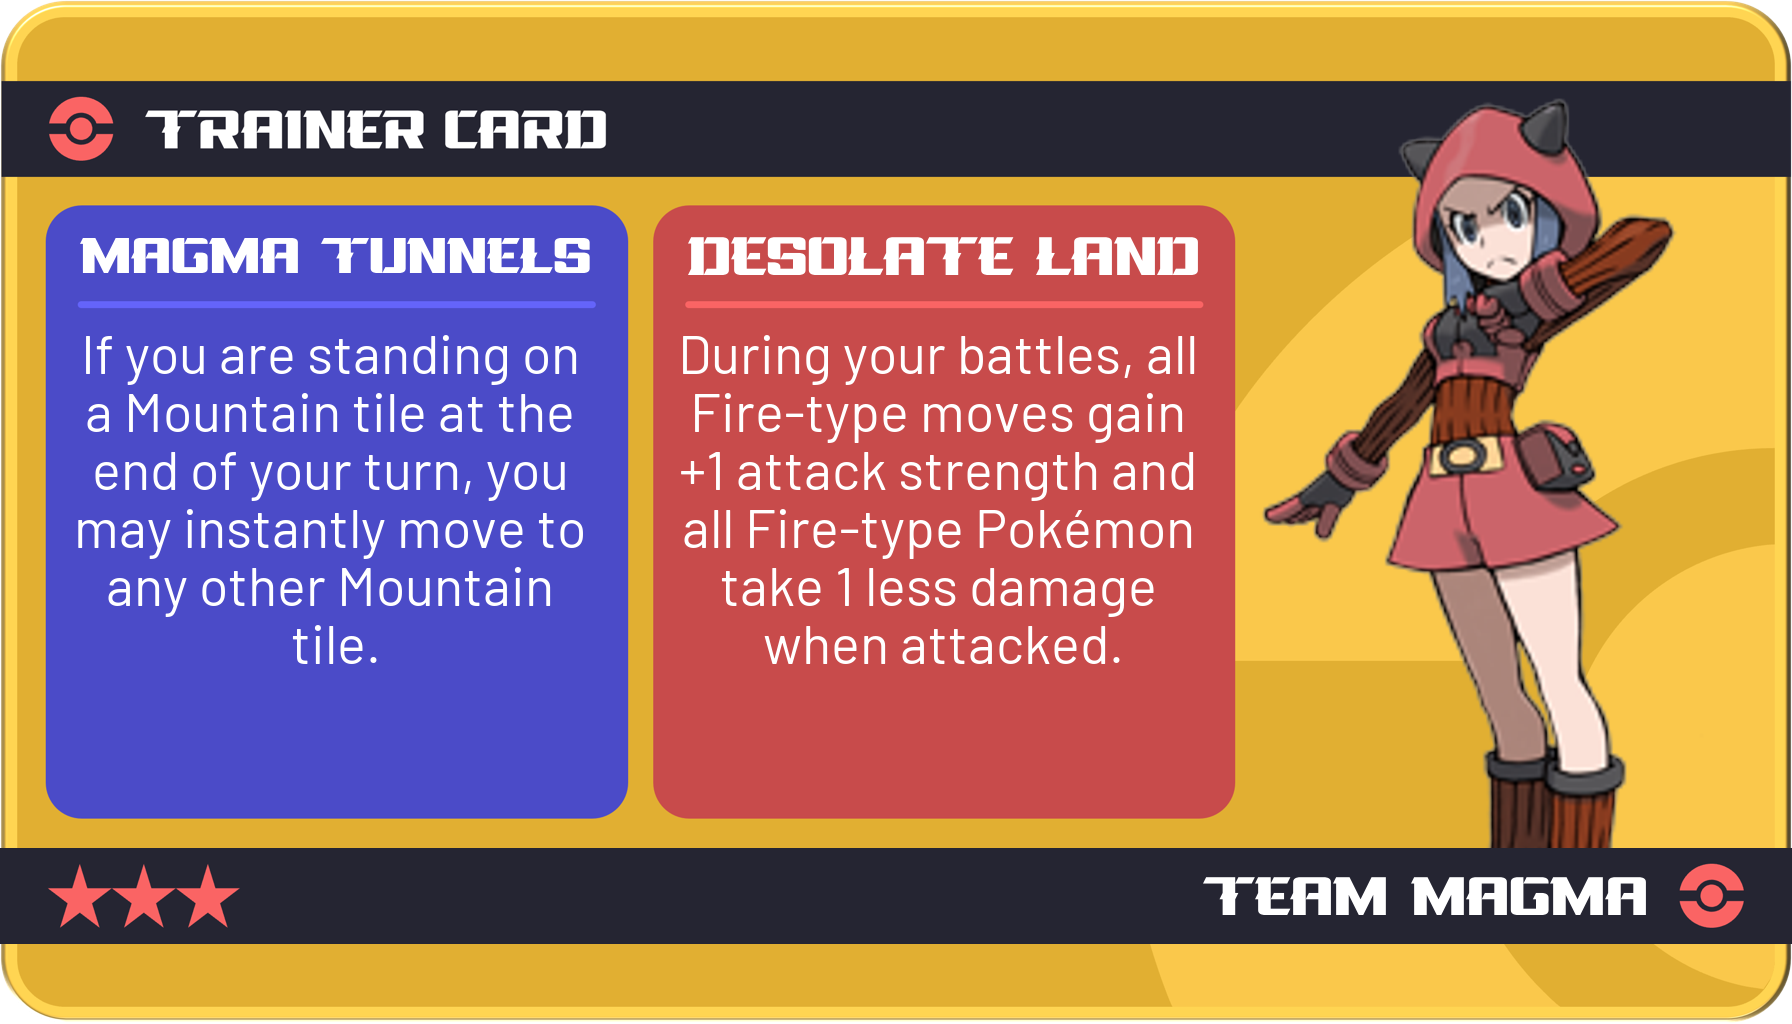 TRAINER CARD
MAGMA TUNNELS
If you are standing on
a Mountain tile at the
end of your turn, you
may instantly move to
any other Mountain
tile.
DESOLATE LAND
During your battles, all
Fire-type moves gain
+1 attack strength and
all Fire-type Pokémon
take 1 less damage
when attacked.
TEAM MAGMA